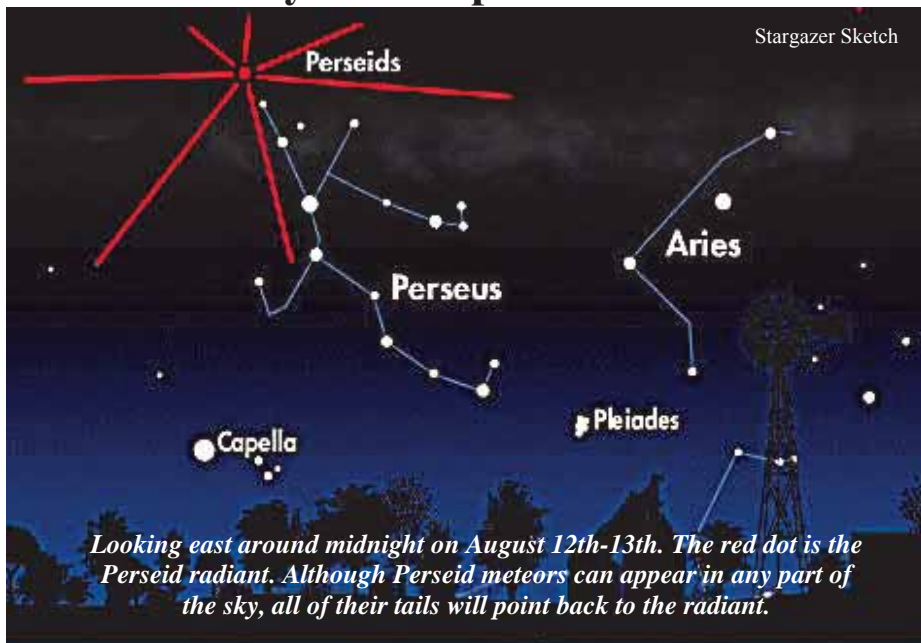 Stargazer Sketch
Perseids
Aries
Perseus
Pleiades
Capella
Looking east around midnight on August 12th-13th. The red dot is the
Perseid radiant. Although Perseid meteors can appear in any part of
the sky, all of their tails will point back to the radiant.